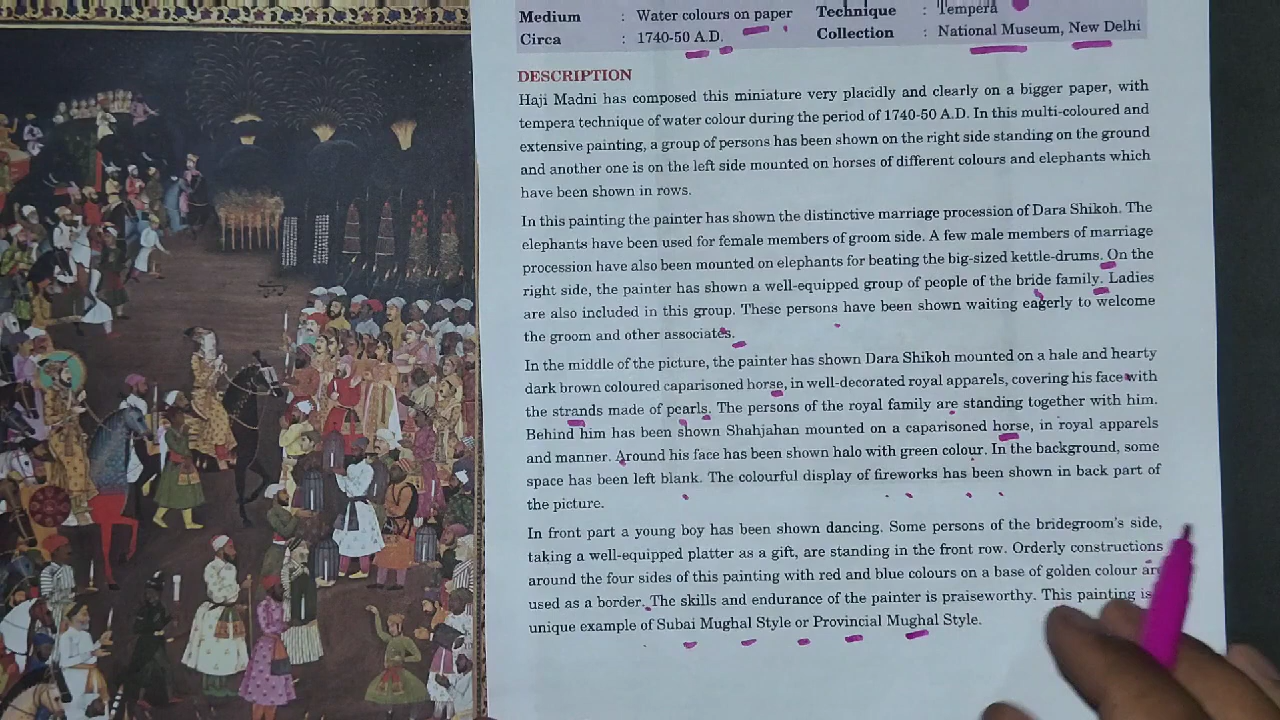 Medium : Water colours on paper Technique : Tempera
Circa : 1740-50 A.D. Collection : National Museum, New Delhi
DESCRIPTION
Haji Madni has composed this miniature very placidly and clearly on a bigger paper, with
tempera technique of water colour during the period of 1740-50 A.D. In this multi-coloured and
extensive painting, a group of persons has been shown on the right side standing on the ground
and another one is on the left side mounted on horses of different colours and elephants which
have been shown in rows.
In this painting the painter has shown the distinctive marriage procession of Dara Shikoh. The
elephants have been used for female members of groom side. A few male members of marriage
procession have also been mounted on elephants for beating the big-sized kettle-drums. On the
right side, the painter has shown a well-equipped group of people of the bride family. Ladies
are also included in this group. These persons have been shown waiting eagerly to welcome
the groom and other associates.
In the middle of the picture, the painter has shown Dara Shikoh mounted on a hale and hearty
dark brown coloured caparisoned horse, in well-decorated royal apparels, covering his face with
the strands made of pearls. The persons of the royal family are standing together with him.
Behind him has been shown Shahjahan mounted on a caparisoned horse, in royal apparels
and manner. Around his face has been shown halo with green colour. In the background, some
space has been left blank. The colourful display of fireworks has been shown in back part of
the picture.
In front part a young boy has been shown dancing. Some persons of the bridegroom's side,
taking a well-equipped platter as a gift, are standing in the front row. Orderly constructions
around the four sides of this painting with red and blue colours on a base of golden colour are
used as a border. The skills and endurance of the painter is praiseworthy. This painting is
unique example of Subai Mughal Style or Provincial Mughal Style.